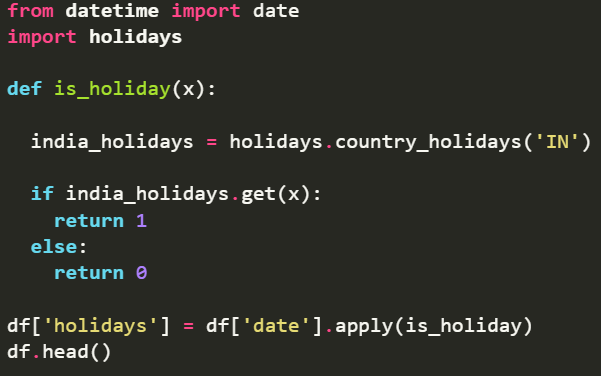 from datetime import date
import holidays

def is_holiday(x):

  india_holidays = holidays.country_holidays('IN')

  if india_holidays.get(x):
    return 1
  else:
    return 0

df['holidays'] = df['date'].apply(is_holiday)
df.head()